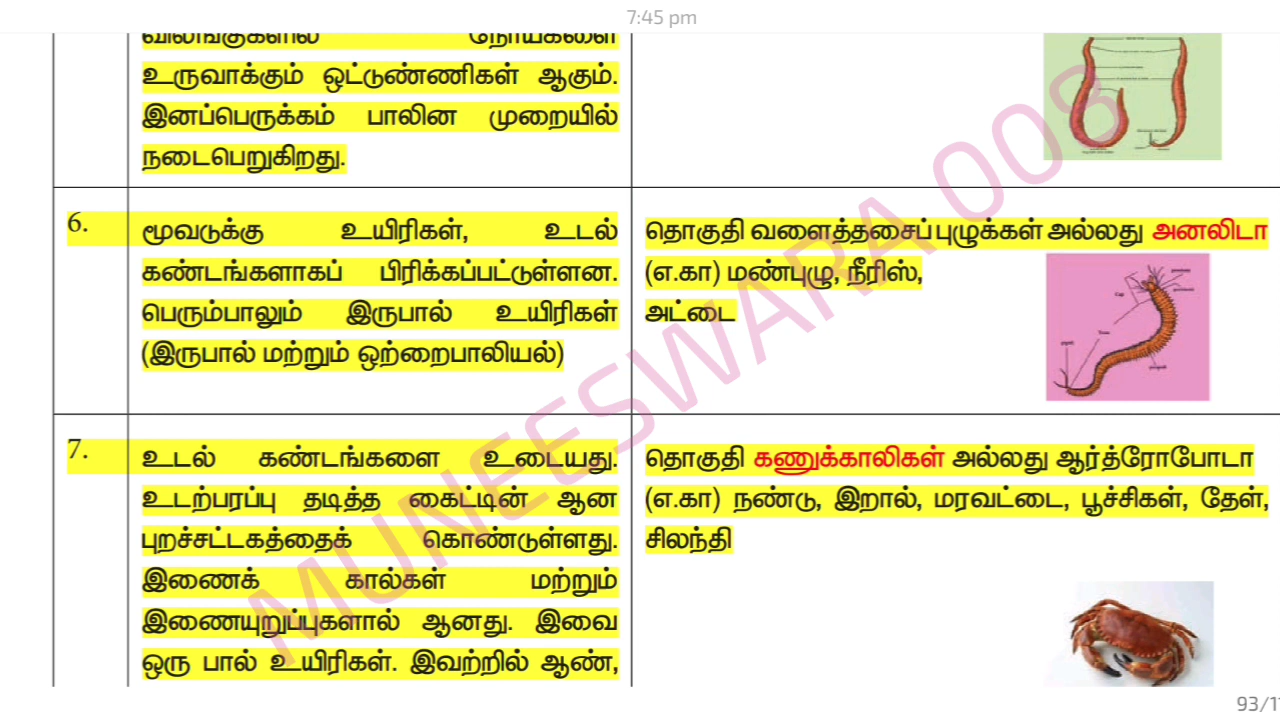 7:45 pm
விலங்குகளில் நோய்களை
உருவாக்கும் ஒட்டுண்ணிகள் ஆகும்.
இனப்பெருக்கம் பாலின முறையில்
நடைபெறுகிறது.
6.
மூவடுக்கு உயிரிகள், உடல்
கண்டங்களாகப் பிரிக்கப்பட்டுள்ளன.
பெரும்பாலும் இருபால் உயிரிகள்
(இருபால் மற்றும் ஒற்றைபாலியல்)
தொகுதி வளைத்தசைப் புழுக்கள் அல்லது அனலிடா
(எ.கா) மண்புழு, நீரிஸ்,
அட்டை
7.
உடல் கண்டங்களை உடையது.
உடற்பரப்பு தடித்த கைட்டின் ஆன
புறச்சட்டகத்தைக் கொண்டுள்ளது.
இணைக் கால்கள் மற்றும்
இணையுறுப்புகளால் ஆனது. இவை
ஒரு பால் உயிரிகள். இவற்றில் ஆண்,
தொகுதி கணுக்காலிகள் அல்லது ஆர்த்ரோபோடா
(எ.கா) நண்டு, இறால், மரவட்டை, பூச்சிகள், தேள்,
சிலந்தி
MUNEESWARA 008
93/1